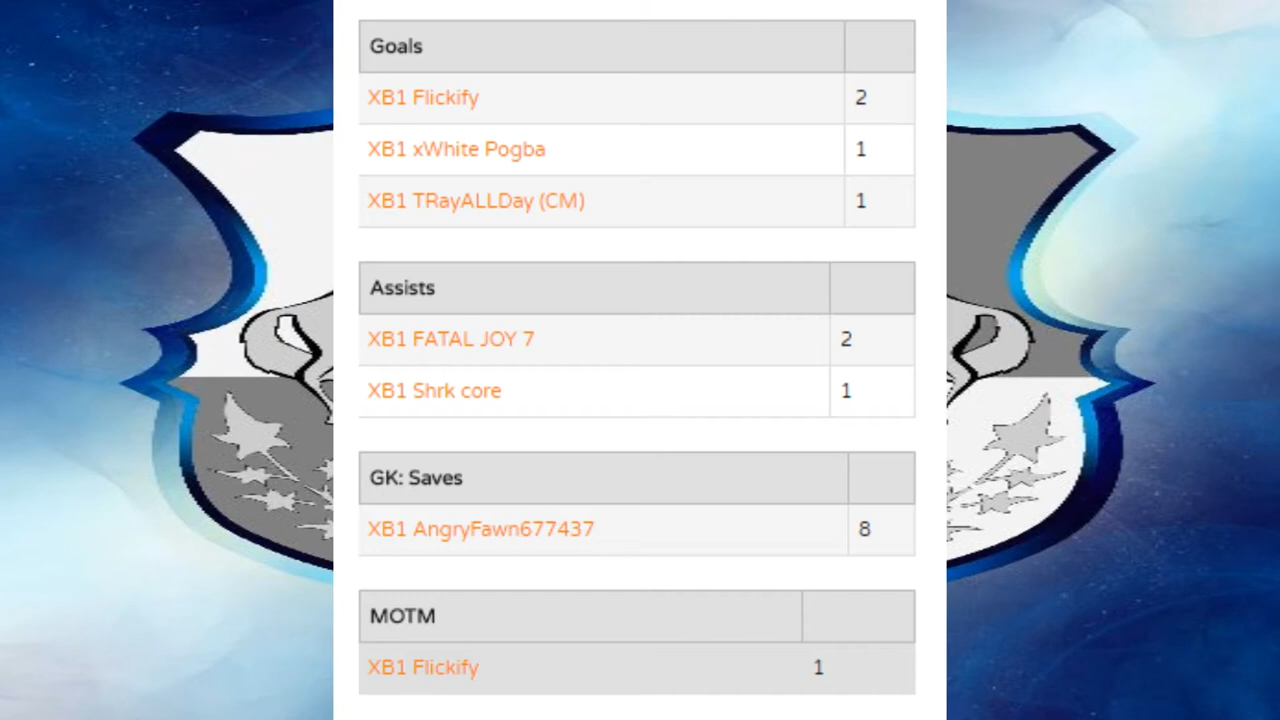 Goals
XB1 Flickify 2
XB1 xWhite Pogba 1
XB1 TRayALLDay (CM) 1
Assists
XB1 FATAL JOY 7 2
XB1 Shrk core 1
GK: Saves
XB1 AngryFawn677437 8
MOTM
XB1 Flickify 1